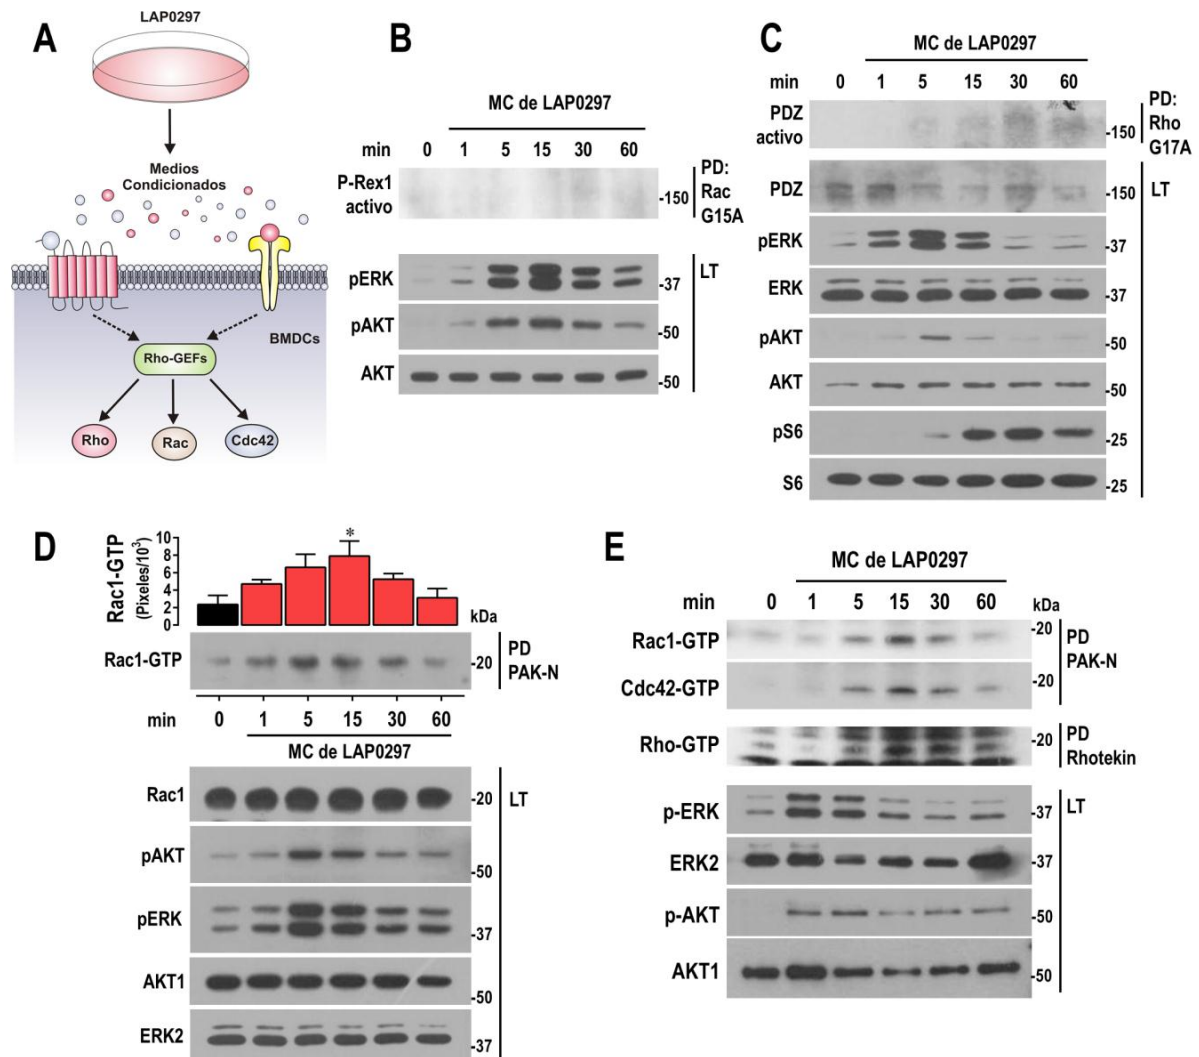 A
LAP0297
Medios
Condicionados
BMDCs
Rho-GEFs
Rho
Rac
Cdc42
B
MC de LAP0297
min 0 1 5 15 30 60
P-Rex1
activo
-150
PD:
Rac
G15A
pERK
-37
LT
pAKT
-50
AKT
-50
C
MC de LAP0297
min 0 1 5 15 30 60
PDZ
activo
-150
PD:
Rho
G17A
PDZ
-150
LT
pERK
-37
ERK
-37
pAKT
-50
AKT
-50
pS6
-25
S6
-25
D
Rac1-GTP
(Pixeles/10³)
10
8
6
4
2
0
*
kDa
Rac1-GTP
-20
PD
PAK-N
min 0 1 5 15 30 60
MC de LAP0297
Rac1
-20
LT
pAKT
-50
pERK
-37
AKT1
-50
ERK2
-37
E
MC de LAP0297
min 0 1 5 15 30 60
kDa
Rac1-GTP
-20
PD
PAK-N
Cdc42-GTP
-20
Rho-GTP
-20
PD
Rhotekin
p-ERK
-37
LT
ERK2
-37
p-AKT
-50
AKT1
-50